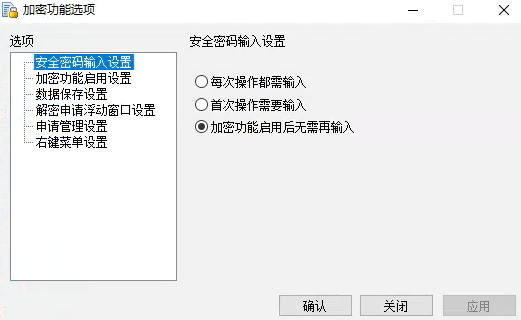 加密功能选项
选项
安全密码输入设置
加密功能启用设置
数据保存设置
解密申请浮动窗口设置
申请管理设置
右键菜单设置
安全密码输入设置
每次操作都需输入
首次操作需要输入
加密功能启用后无需再输入
确认
关闭
应用